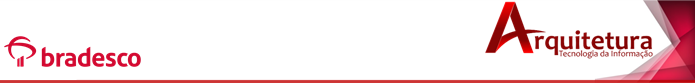 bradesco
Arquitetura
Tecnologia da Informação